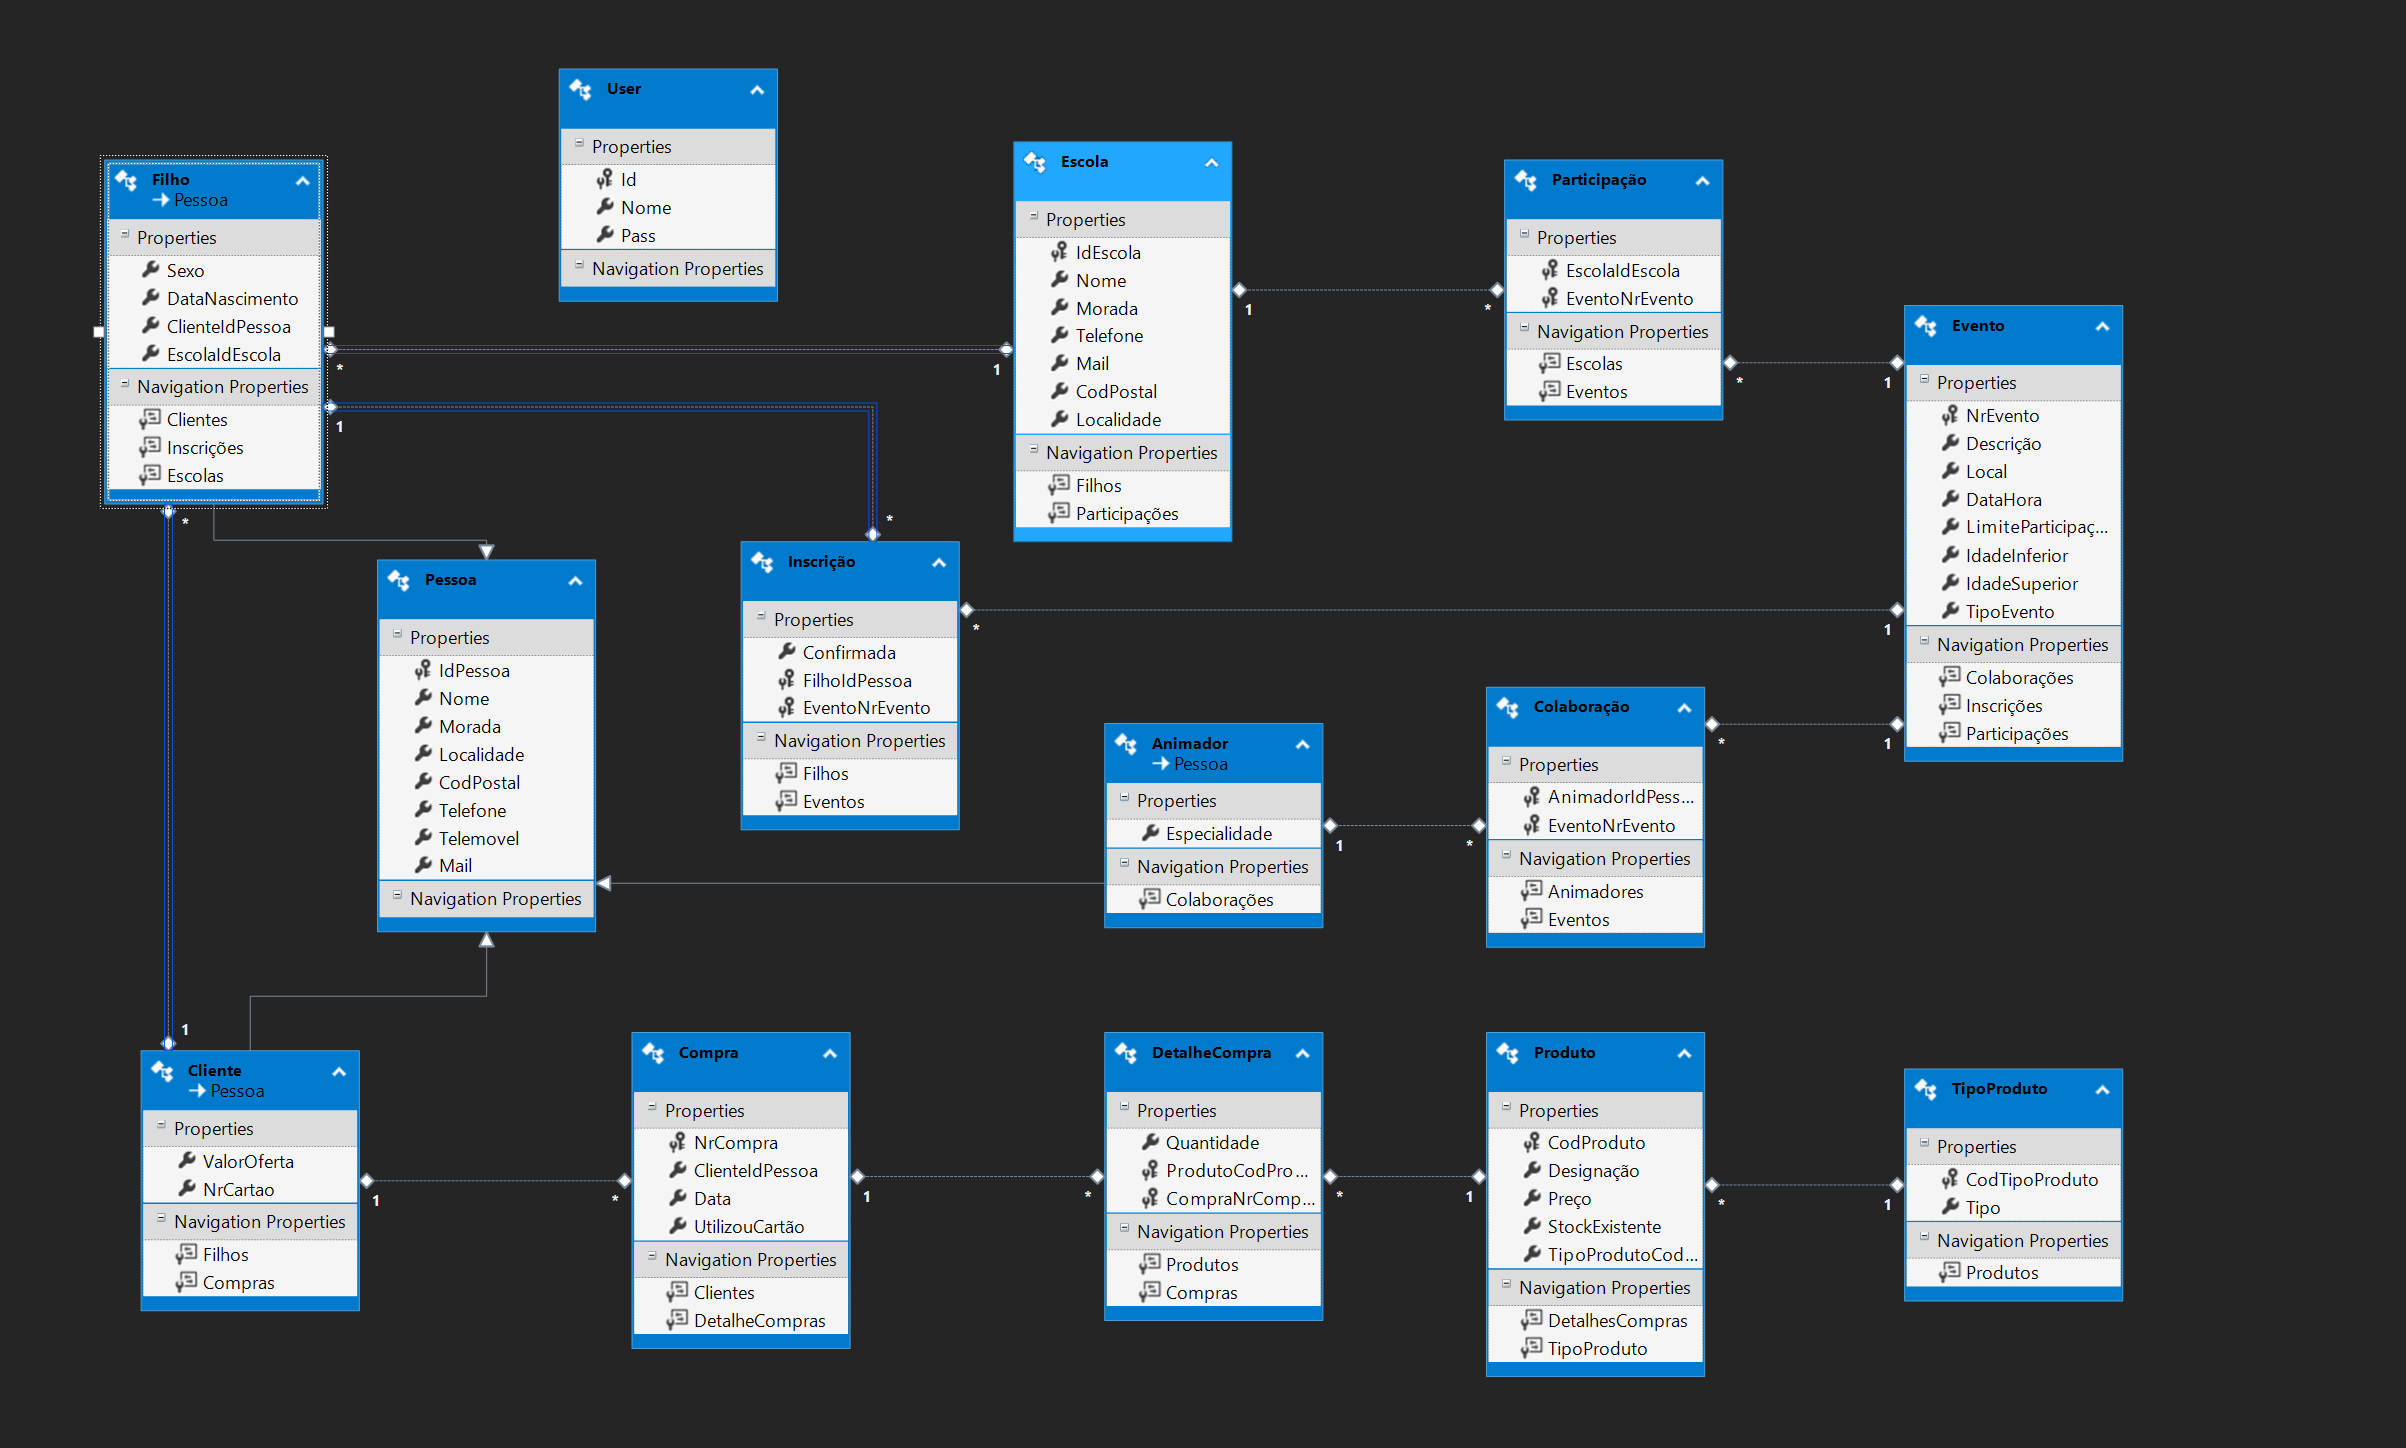 User
Properties
Id
Nome
Pass
Navigation Properties
Filho
Pessoa
Properties
Sexo
DataNascimento
ClienteIdPessoa
EscolaIdEscola
Navigation Properties
Clientes
Inscrições
Escolas
*
1
*
1
Escola
Properties
IdEscola
Nome
Morada
Telefone
Mail
CodPostal
Localidade
Navigation Properties
Filhos
Participações
1
*
Participação
Properties
EscolaIdEscola
EventoNrEvento
Navigation Properties
Escolas
Eventos
*
1
Evento
Properties
NrEvento
Descrição
Local
DataHora
LimiteParticipaç...
IdadeInferior
IdadeSuperior
TipoEvento
Navigation Properties
Colaborações
Inscrições
Participações
1
1
Pessoa
Properties
IdPessoa
Nome
Morada
Localidade
CodPostal
Telefone
Telemovel
Mail
Navigation Properties
*
Inscrição
Properties
Confirmada
FilhoIdPessoa
EventoNrEvento
Navigation Properties
Filhos
Eventos
*
Animador
Pessoa
Properties
Especialidade
Navigation Properties
Colaborações
1
*
Colaboração
Properties
AnimadorIdPess...
EventoNrEvento
Navigation Properties
Animadores
Eventos
*
1
Cliente
Pessoa
Properties
ValorOferta
NrCartao
Navigation Properties
Filhos
Compras
1
*
Compra
Properties
NrCompra
ClienteIdPessoa
Data
UtilizouCartão
Navigation Properties
Clientes
DetalheCompras
1
*
DetalheCompra
Properties
Quantidade
ProdutoCodPro...
CompraNrComp...
Navigation Properties
Produtos
Compras
*
1
Produto
Properties
CodProduto
Designação
Preço
StockExistente
TipoProdutoCod...
Navigation Properties
DetalhesCompras
TipoProduto
*
1
TipoProduto
Properties
CodTipoProduto
Tipo
Navigation Properties
Produtos